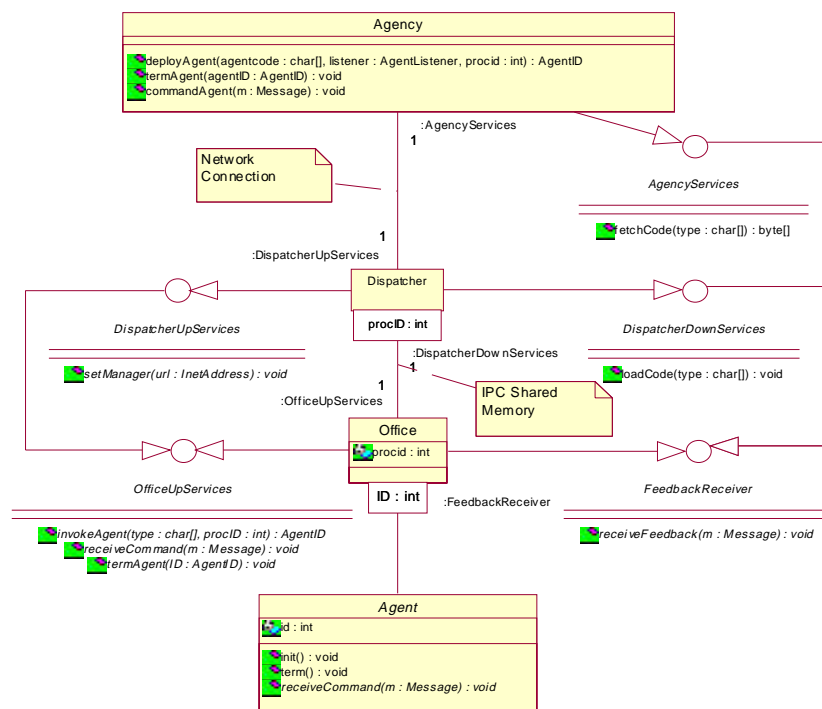 Agency
deployAgent(agentcode : char[], listener : AgentListener, procid : int) : AgentID
termAgent(agentID : AgentID) : void
commandAgent(m : Message) : void
:AgencyServices
1
Network
Connection
AgencyServices
fetchCode(type : char[]) : byte[]
1
:DispatcherUpServices
Dispatcher
procID : int
DispatcherUpServices
setManager(url : InetAddress) : void
DispatcherDownServices
loadCode(type : char[]) : void
:DispatcherDownServices
1
1
:OfficeUpServices
IPC Shared
Memory
Office
procid : int
ID : int
:FeedbackReceiver
OfficeUpServices
invokeAgent(type : char[], procID : int) : AgentID
receiveCommand(m : Message) : void
termAgent(ID : AgentID) : void
FeedbackReceiver
receiveFeedback(m : Message) : void
Agent
id : int
init() : void
term() : void
receiveCommand(m : Message) : void